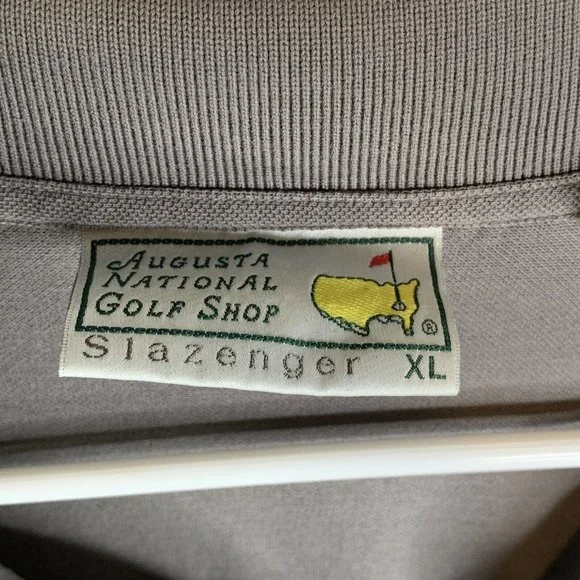 AUGUSTA
NATIONAL
GOLF SHOP
®
Slazenger XL